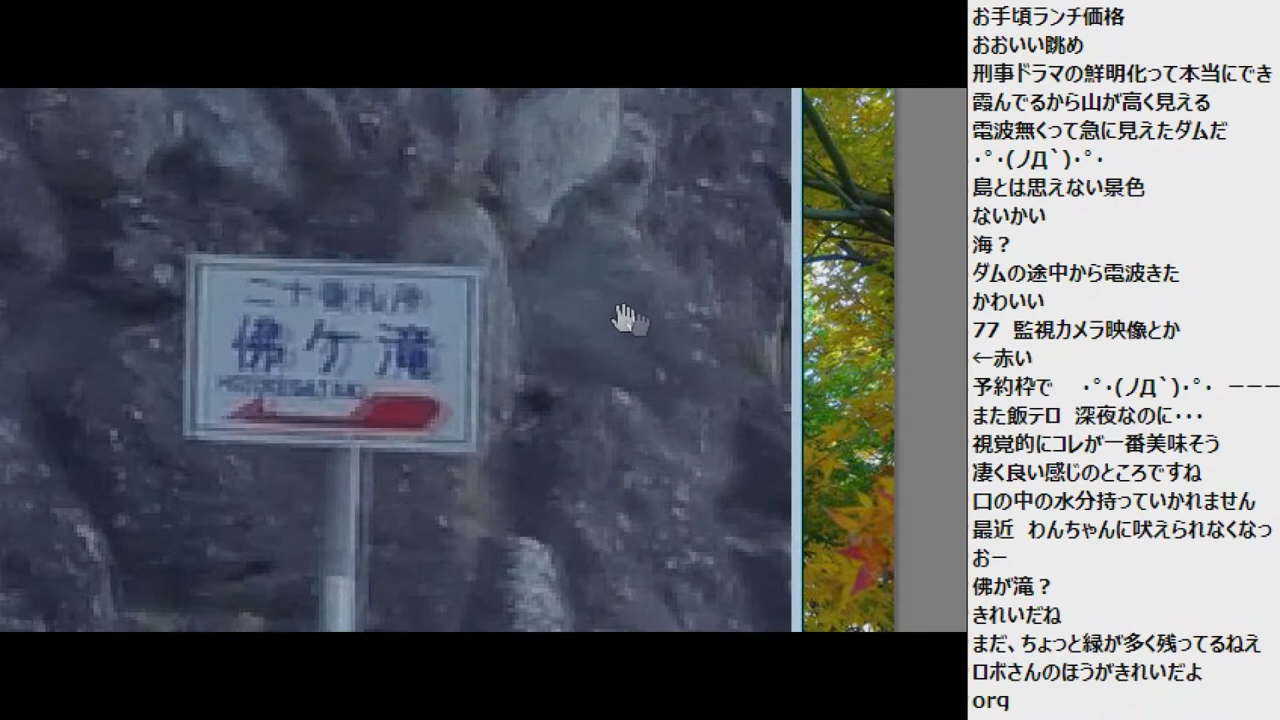 二十番札所
佛ケ滝
HOTOKEGATAKI
お手頃ランチ価格
おおいい眺め
刑事ドラマの鮮明化って本当にでき
霞んでるから山が高く見える
電波無くって急に見えたダムだ
･ﾟ･(ノД`)･ﾟ･
島とは思えない景色
ないかい
海？
ダムの途中から電波きた
かわいい
77 監視カメラ映像とか
←赤い
予約枠で ･ﾟ･(ノД`)･ﾟ･ －－－
また飯テロ 深夜なのに･･･
視覚的にコレが一番美味そう
凄く良い感じのところですね
口の中の水分持っていかれません
最近 わんちゃんに吠えられなくなっ
おー
佛が滝？
きれいだね
まだ、ちょっと緑が多く残ってるねえ
ロボさんのほうがきれいだよ
orq